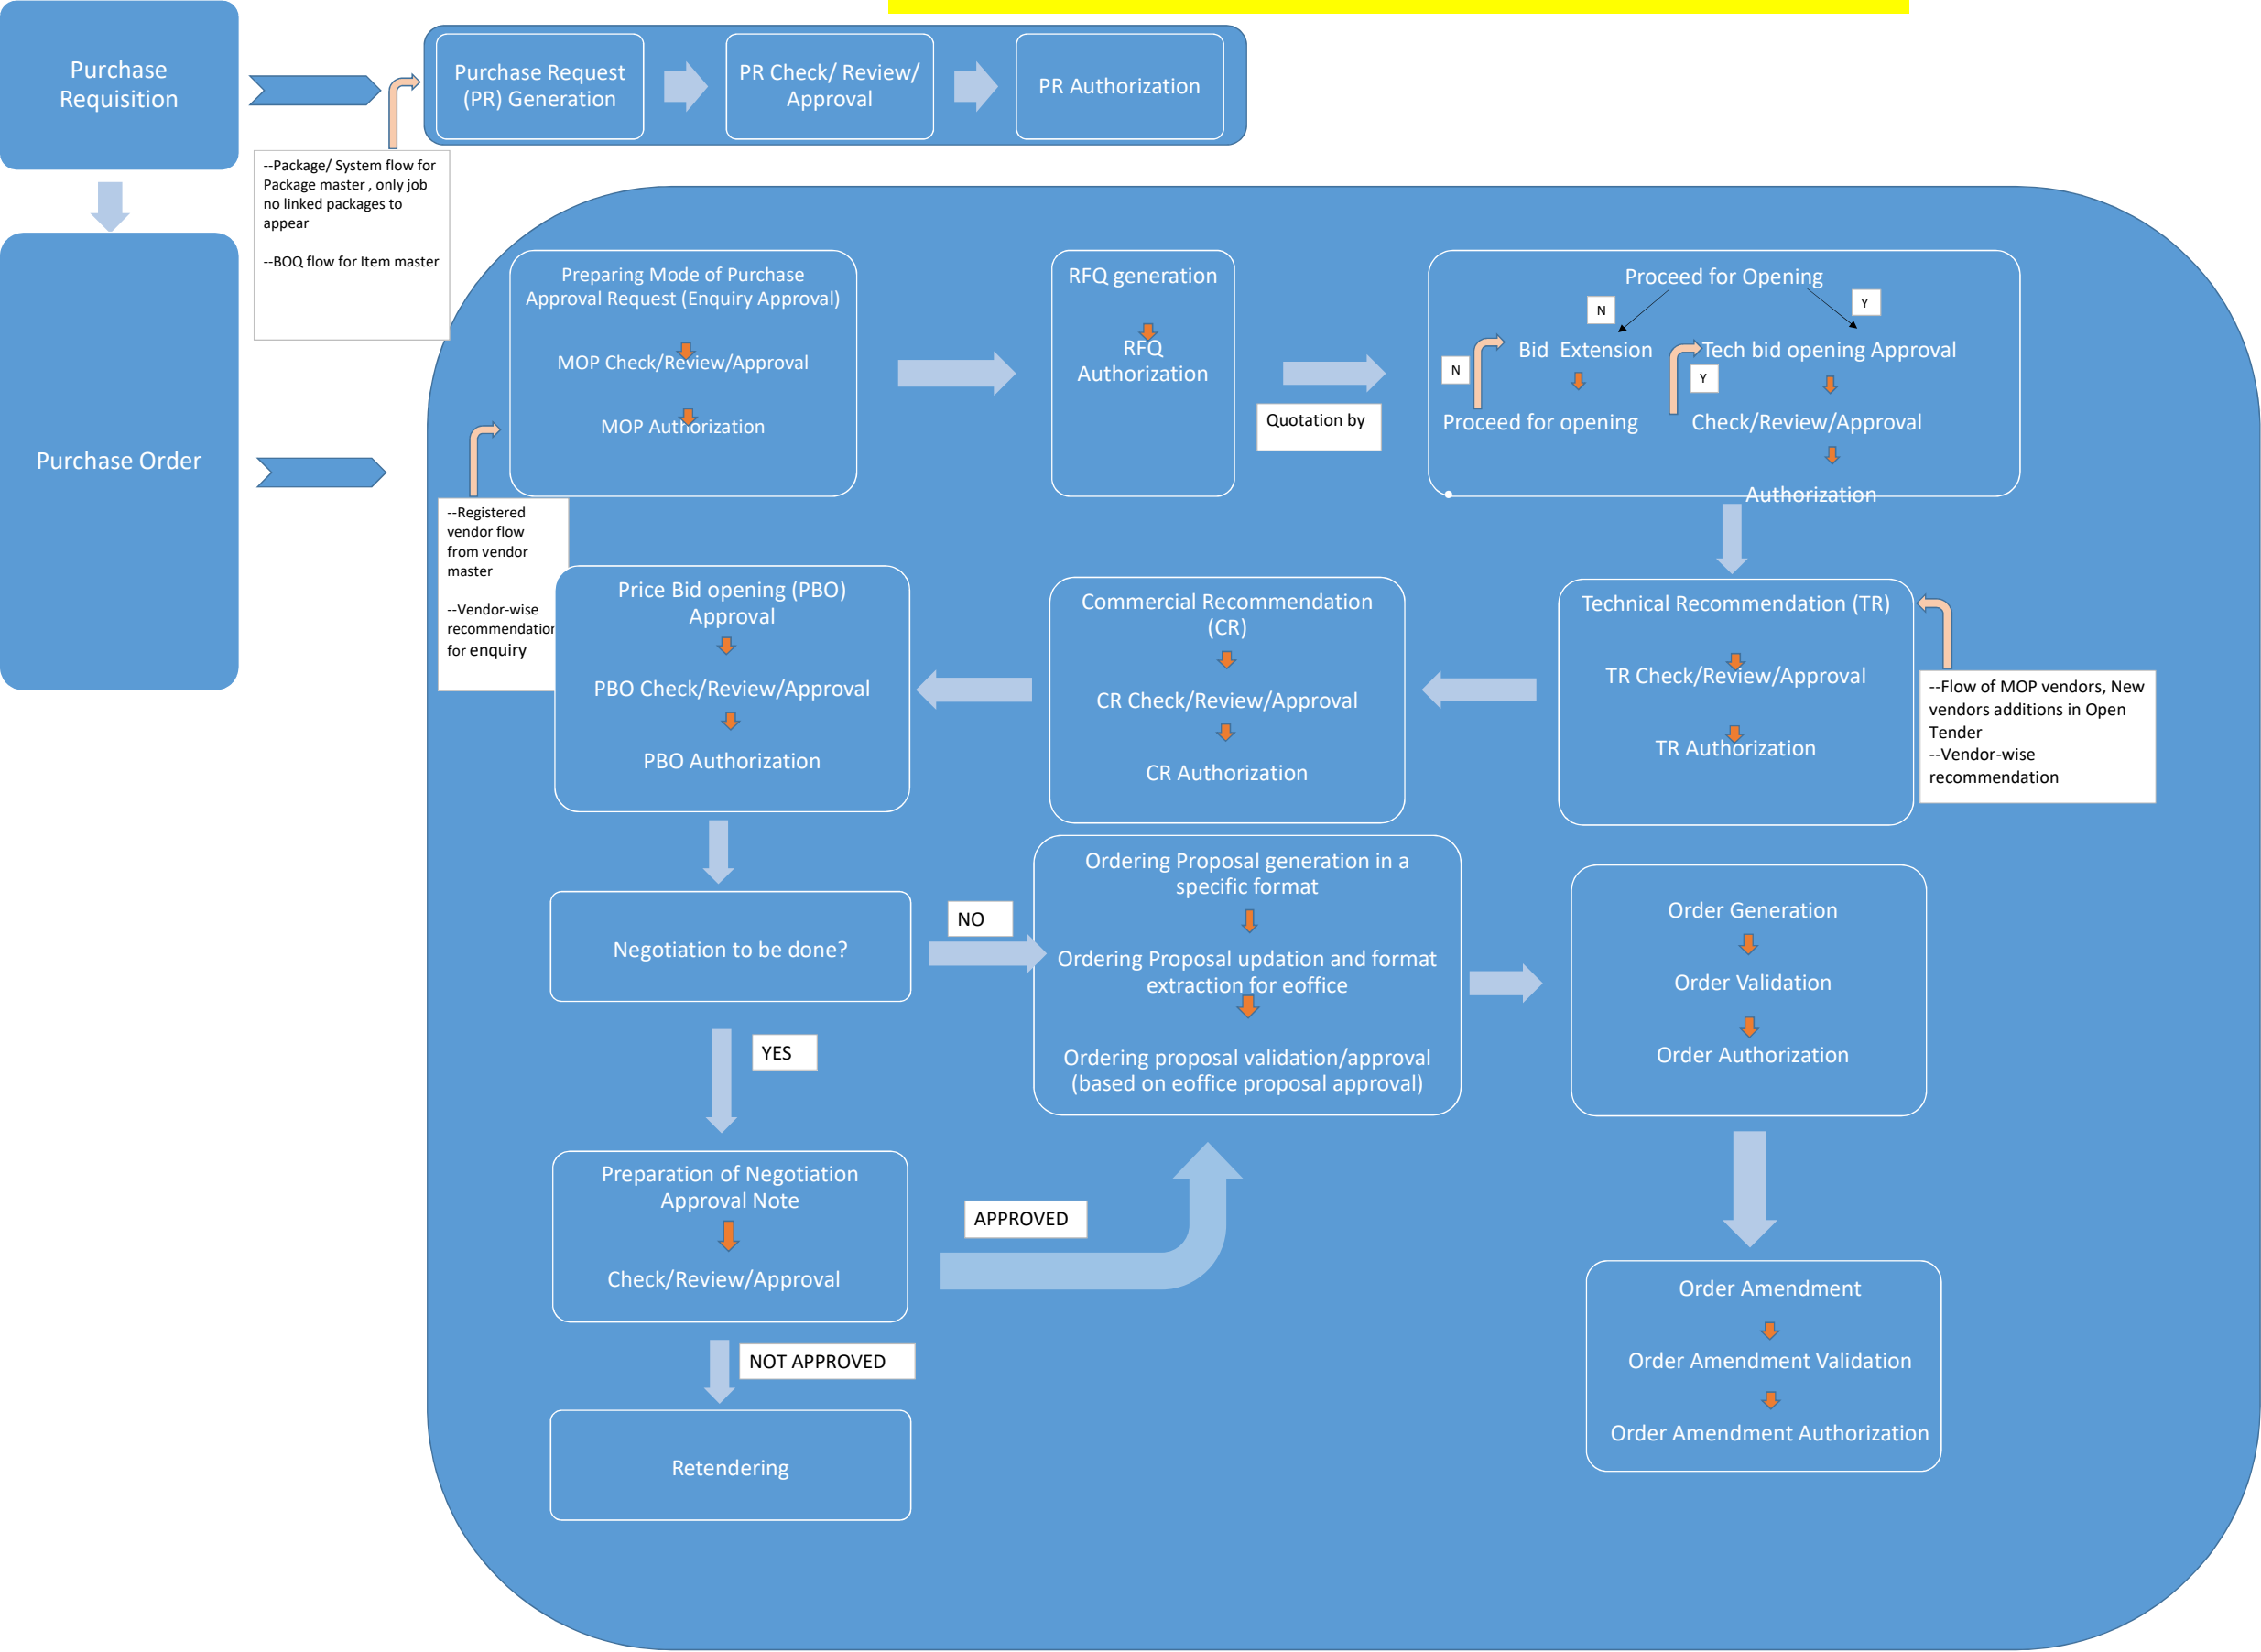 Purchase
Requisition
Purchase Request
(PR) Generation
PR Check/ Review/
Approval
PR Authorization
--Package/ System flow for
Package master , only job
no linked packages to
appear
--BOQ flow for Item master
Purchase Order
Preparing Mode of Purchase
Approval Request (Enquiry Approval)
MOP Check/Review/Approval
MOP Authorization
RFQ generation
RFQ
Authorization
Quotation by
Proceed for Opening
N
Y
Bid  Extension
Tech bid opening Approval
N
Y
Proceed for opening
Check/Review/Approval
•
Authorization
--Registered
vendor flow
from vendor
master
--Vendor-wise
recommendation
for enquiry
Price Bid opening (PBO)
Approval
PBO Check/Review/Approval
PBO Authorization
Commercial Recommendation
(CR)
CR Check/Review/Approval
CR Authorization
Technical Recommendation (TR)
TR Check/Review/Approval
TR Authorization
--Flow of MOP vendors, New
vendors additions in Open
Tender
--Vendor-wise
recommendation
Negotiation to be done?
NO
YES
Ordering Proposal generation in a
specific format
Ordering Proposal updation and format
extraction for eoffice
Ordering proposal validation/approval
(based on eoffice proposal approval)
Order Generation
Order Validation
Order Authorization
Preparation of Negotiation
Approval Note
Check/Review/Approval
APPROVED
NOT APPROVED
Retendering
Order Amendment
Order Amendment Validation
Order Amendment Authorization